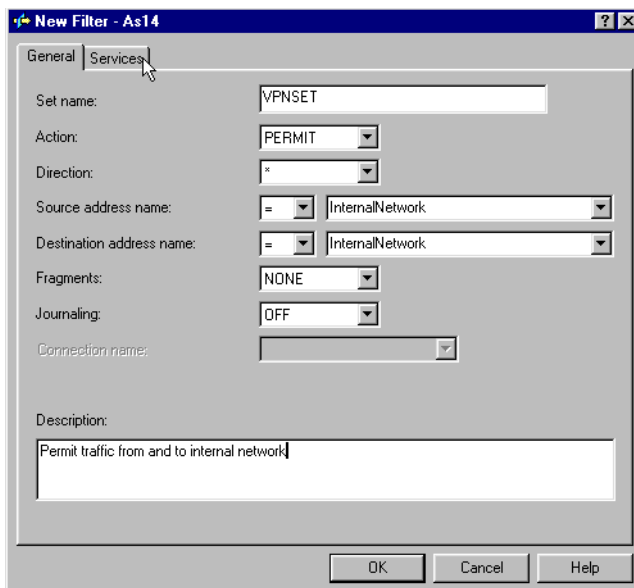 New Filter - As14
General Services
Set name: VPNSET
Action: PERMIT
Direction: *
Source address name: = InternalNetwork
Destination address name: = InternalNetwork
Fragments: NONE
Journaling: OFF
Connection name:
Description:
Permit traffic from and to internal network
OK Cancel Help